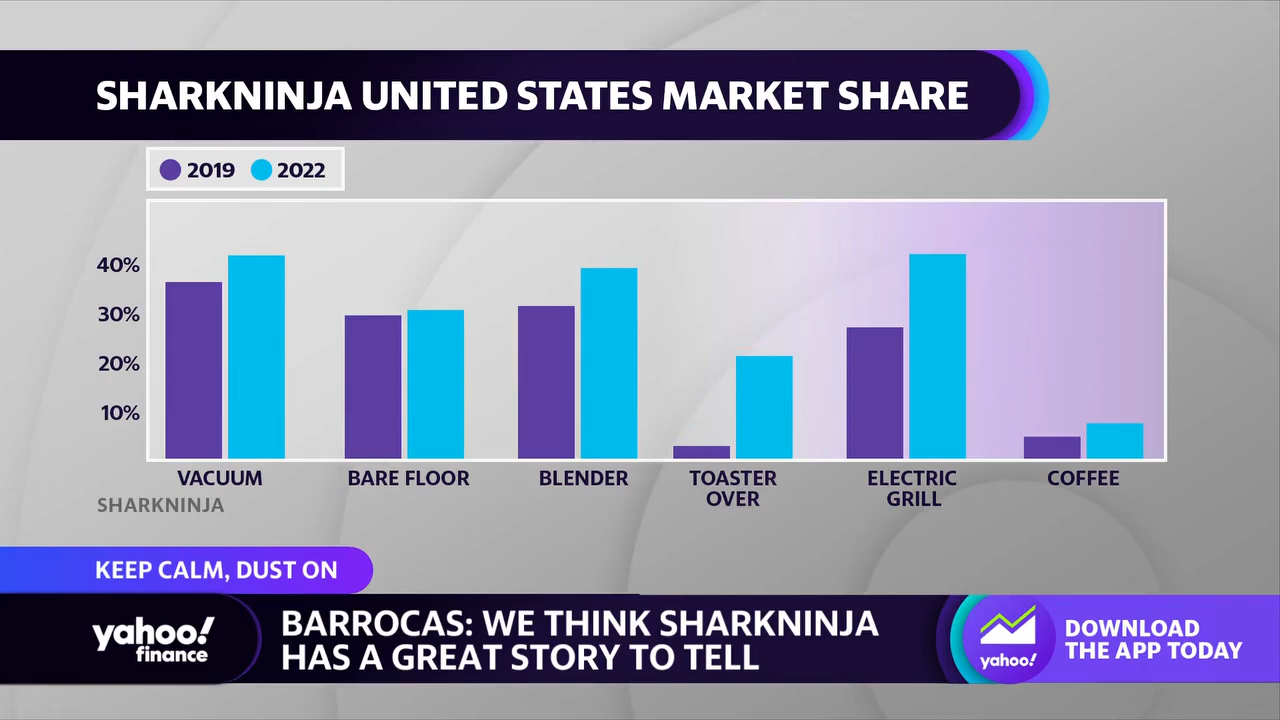 SHARKNINJA UNITED STATES MARKET SHARE
2019 2022
40%
30%
20%
10%
VACUUM BARE FLOOR BLENDER TOASTER OVER ELECTRIC GRILL COFFEE
SHARKNINJA
KEEP CALM, DUST ON
yahoo!
finance
BARROCAS: WE THINK SHARKNINJA
HAS A GREAT STORY TO TELL
yahoo!
DOWNLOAD
THE APP TODAY